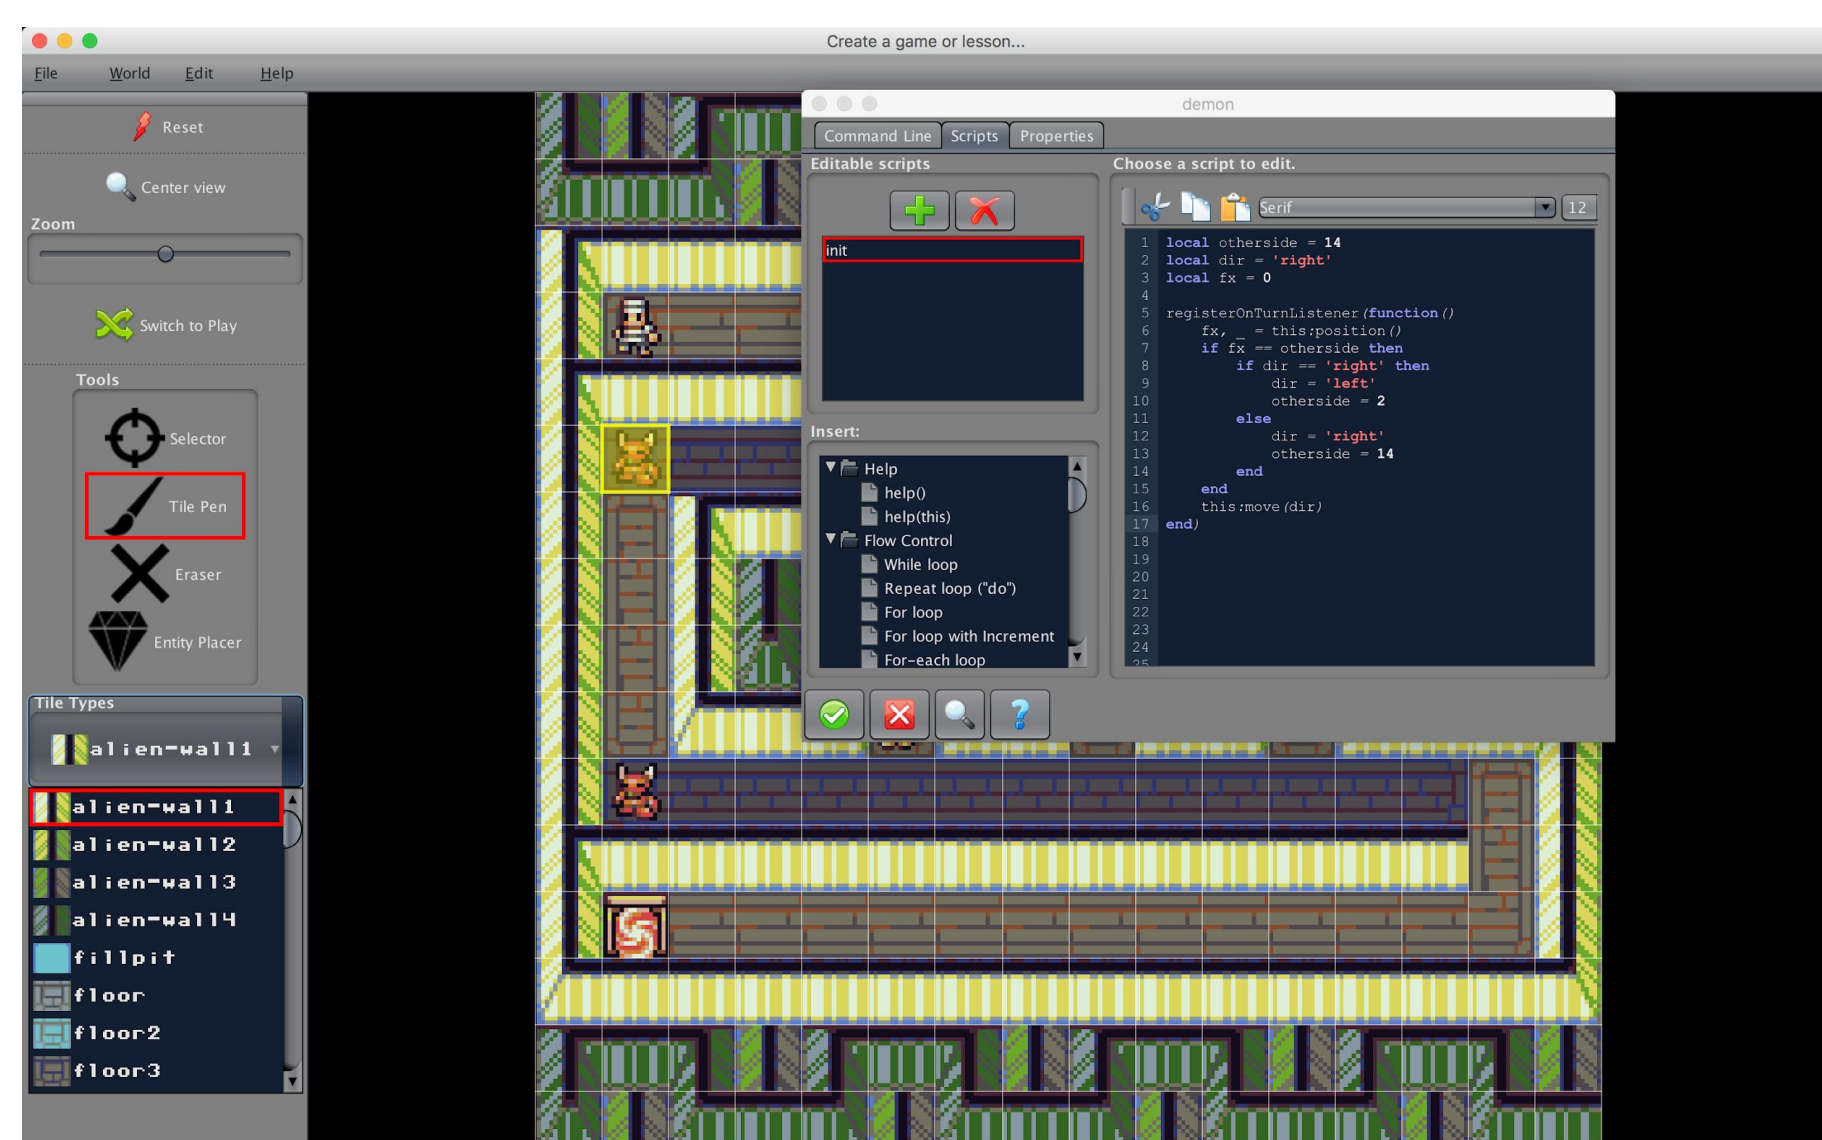 Create a game or lesson...
File World Edit Help
Reset
Center view
Zoom
Switch to Play
Tools
Selector
Tile Pen
Eraser
Entity Placer
Tile Types
alien-wall1
alien-wall1
alien-wall2
alien-wall3
alien-wall4
fillpit
floor
floor2
floor3
demon
Command Line Scripts Properties
Editable scripts
init
Insert:
Help
help()
help(this)
Flow Control
While loop
Repeat loop ("do")
For loop
For loop with Increment
For-each loop
Choose a script to edit.
Serif 12
1 local otherside = 14
2 local dir = 'right'
3 local fx = 0
4
5 registerOnTurnListener(function()
6 fx, _ = this:position()
7 if fx == otherside then
8 if dir == 'right' then
9 dir = 'left'
10 otherside = 2
11 else
12 dir = 'right'
13 otherside = 14
14 end
15 end
16 this:move(dir)
17 end)
18
19
20
21
22
23
24
25